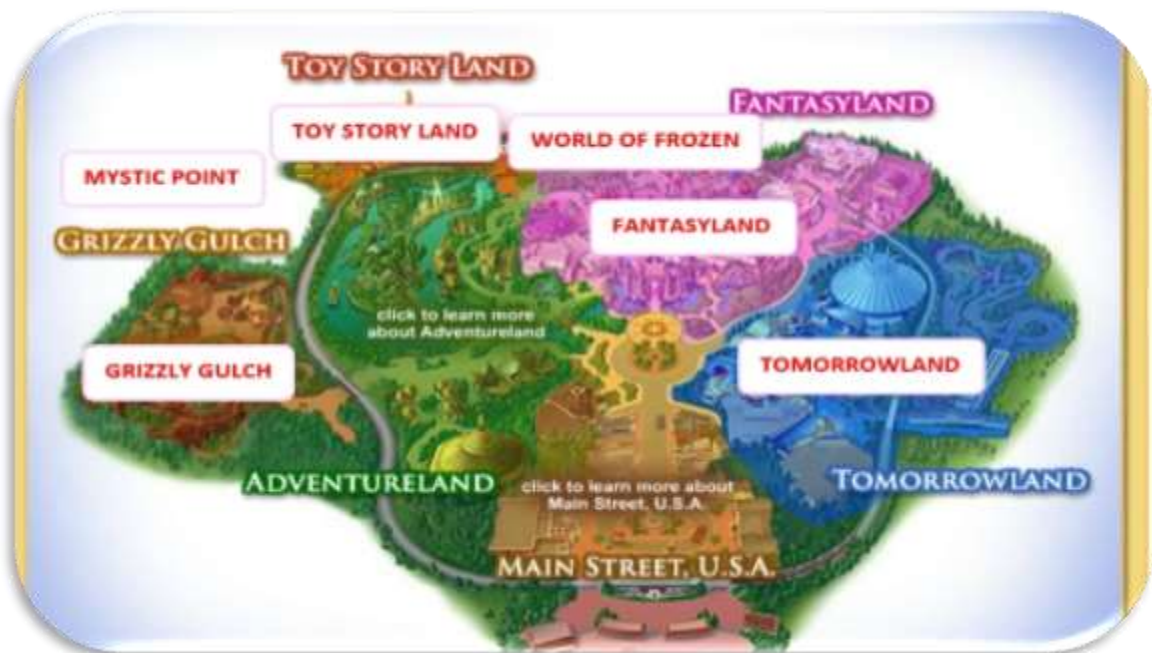 TOY STORY LAND
FANTASYLAND
TOY STORY LAND
WORLD OF FROZEN
MYSTIC POINT
FANTASYLAND
GRIZZLY GULCH
click to learn more
about Adventureland
GRIZZLY GULCH
TOMORROWLAND
ADVENTURELAND
click to learn more about
Main Street, U.S.A.
TOMORROWLAND
MAIN STREET, U.S.A.